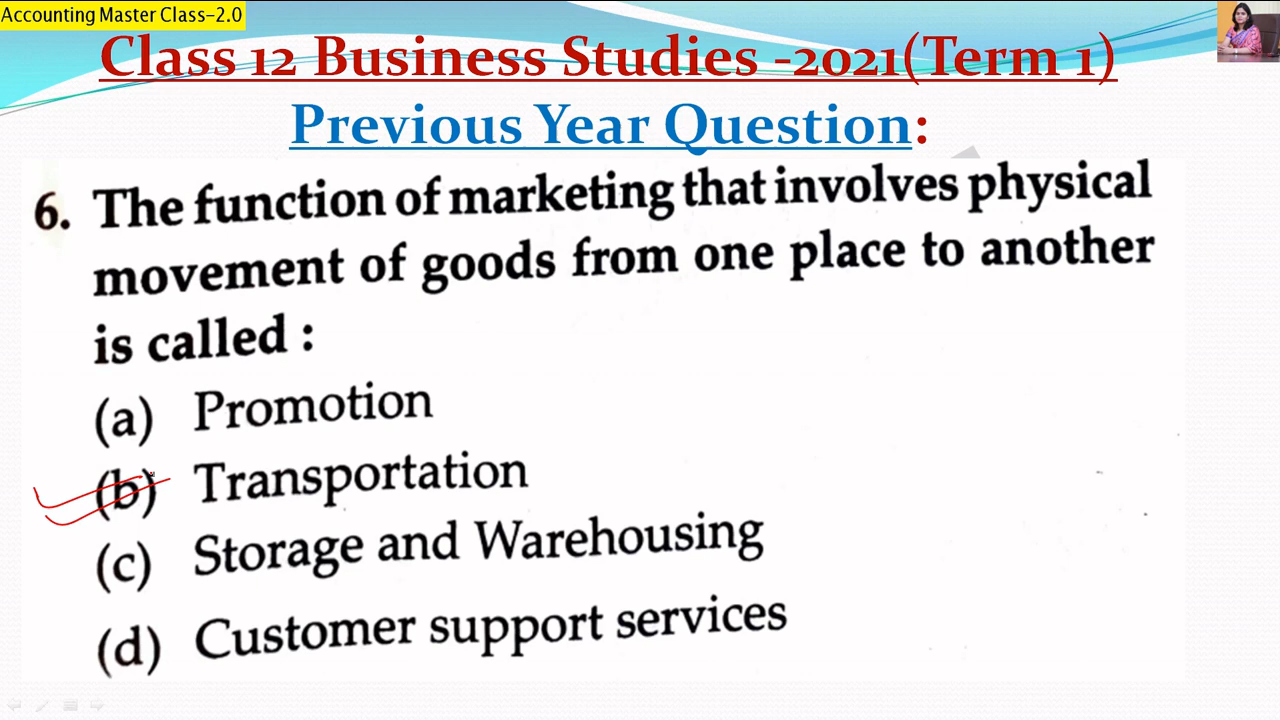 Accounting Master Class-2.0
Class 12 Business Studies -2021(Term 1)
Previous Year Question:
6. The function of marketing that involves physical
movement of goods from one place to another
is called :
(a) Promotion
(b) Transportation
(c) Storage and Warehousing
(d) Customer support services